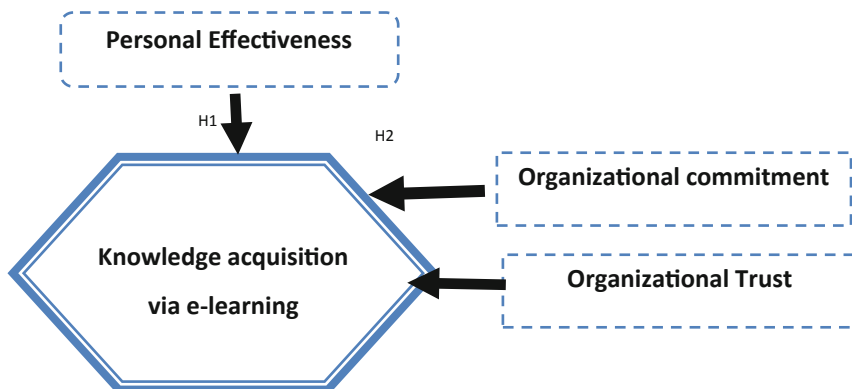 Personal Effectiveness
H1
H2
Organizational commitment
Knowledge acquisition
via e-learning
Organizational Trust